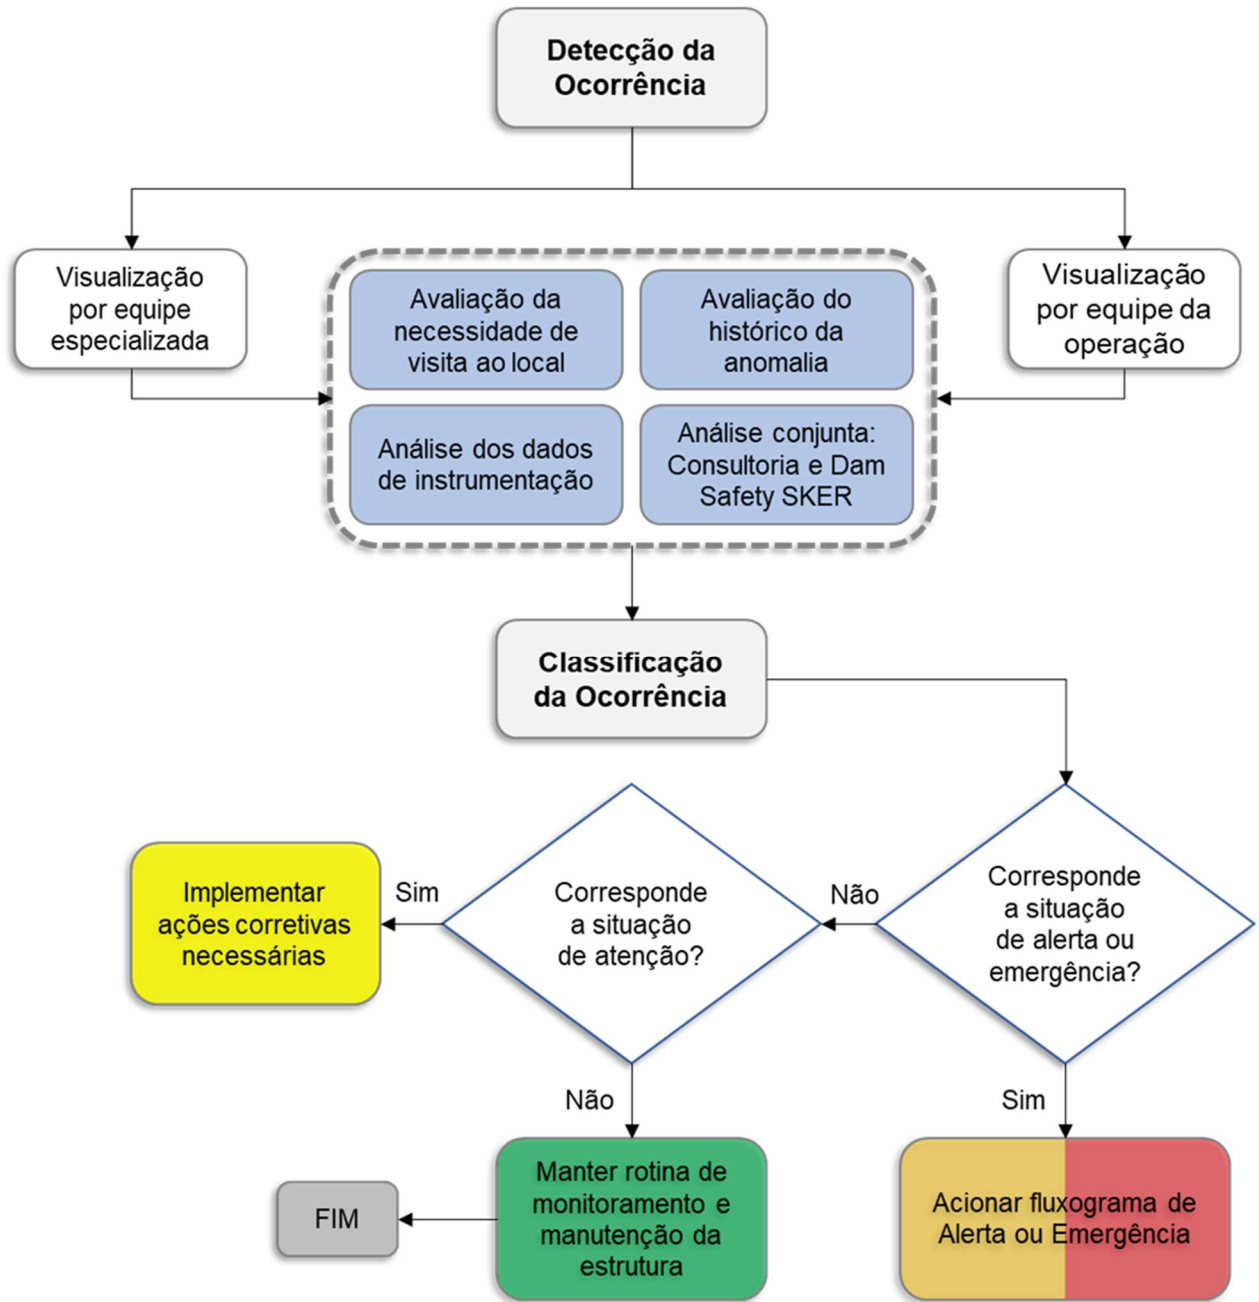 Detecção da
Ocorrência
Visualização
por equipe
especializada
Avaliação da
necessidade de
visita ao local
Avaliação do
histórico da
anomalia
Visualização
por equipe da
operação
Análise dos dados
de instrumentação
Análise conjunta:
Consultoria e Dam
Safety SKER
Classificação
da Ocorrência
Implementar
ações corretivas
necessárias
Sim
Corresponde
a situação
de atenção?
Não
Corresponde
a situação
de alerta ou
emergência?
Não
Sim
FIM
Manter rotina de
monitoramento e
manutenção da
estrutura
Acionar fluxograma de
Alerta ou Emergência